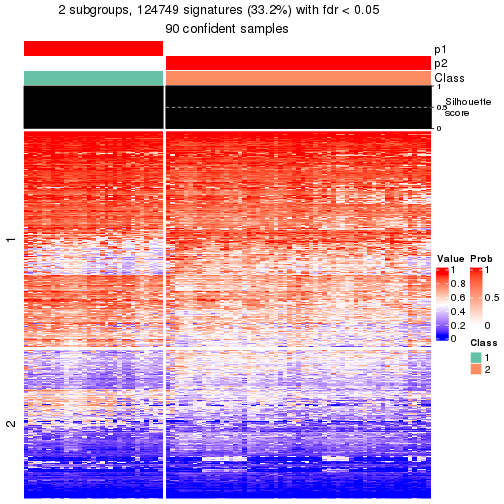 2 subgroups, 124749 signatures (33.2%) with fdr < 0.05
90 confident samples
p1
p2
Class
1
0.5
0
Silhouette
score
1
2
Value
1
0.8
0.6
0.4
0.2
0
Prob
1
0.5
0
Class
1
2